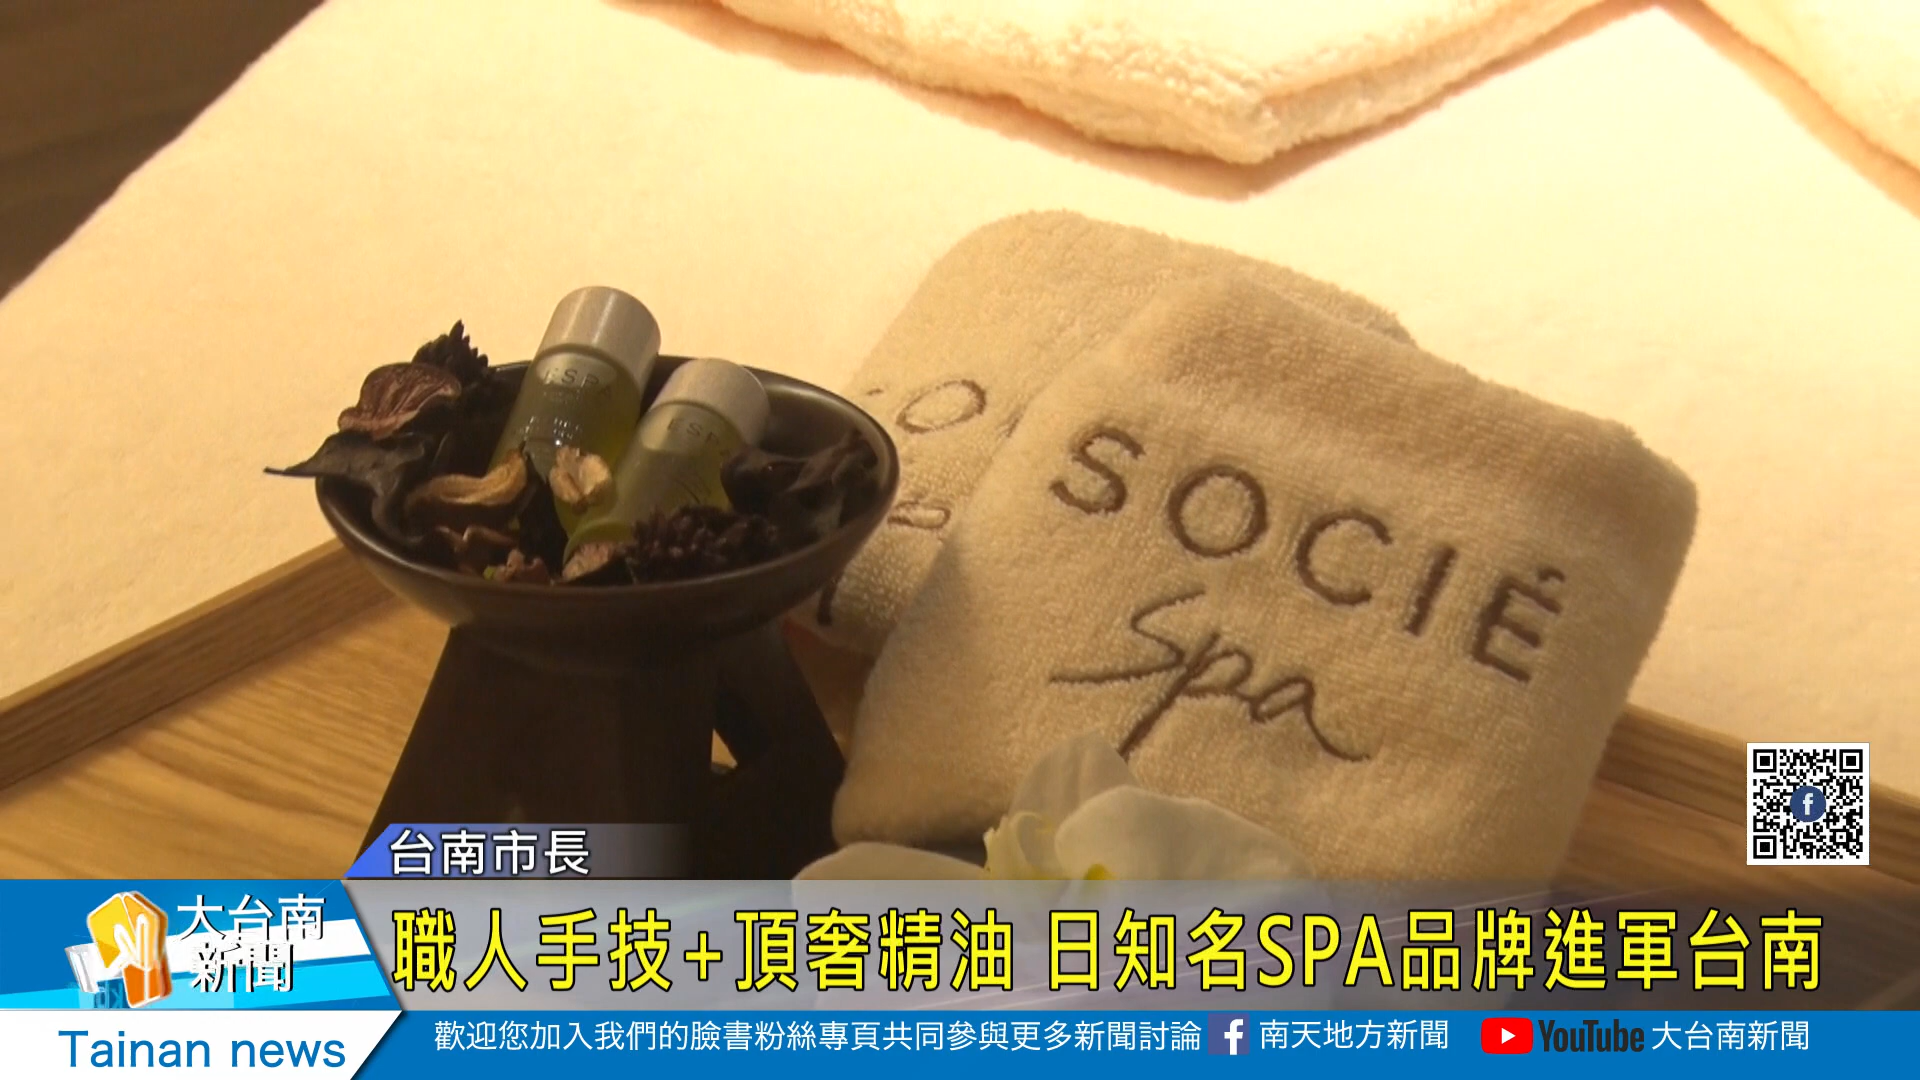 ESPA
ESPA
SOCIÉ
Spa
台南市長
大台南
新聞
職人手技+頂奢精油 日知名SPA品牌進軍台南
Tainan news
歡迎您加入我們的臉書粉絲專頁共同參與更多新聞討論 f 南天地方新聞 YouTube 大台南新聞